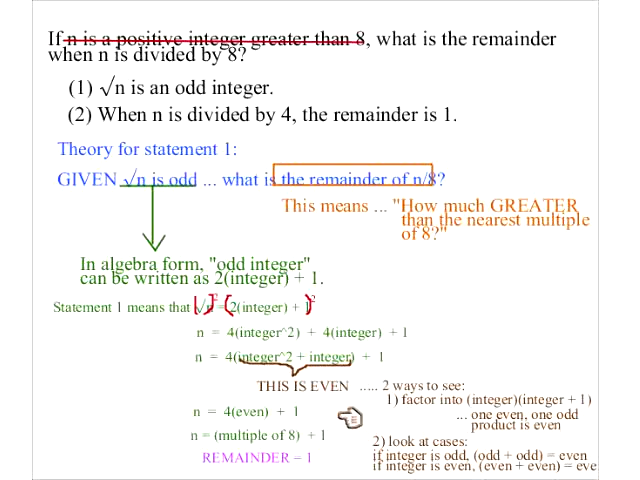 If n is a positive integer greater than 8, what is the remainder
when n is divided by 8?
(1) √n is an odd integer.
(2) When n is divided by 4, the remainder is 1.
Theory for statement 1:
GIVEN √n is odd ... what is the remainder of n/8?
This means ... "How much GREATER
than the nearest multiple
of 8?"
In algebra form, "odd integer"
can be written as 2(integer) + 1.
Statement 1 means that (√n)² = (2(integer) + 1)²
n = 4(integer^2) + 4(integer) + 1
n = 4(integer^2 + integer) + 1
THIS IS EVEN ..... 2 ways to see:
1) factor into (integer)(integer + 1)
... one even, one odd
product is even
n = 4(even) + 1
n = (multiple of 8) + 1
2) look at cases:
if integer is odd, (odd + odd) = even
if integer is even, (even + even) = eve
REMAINDER = 1